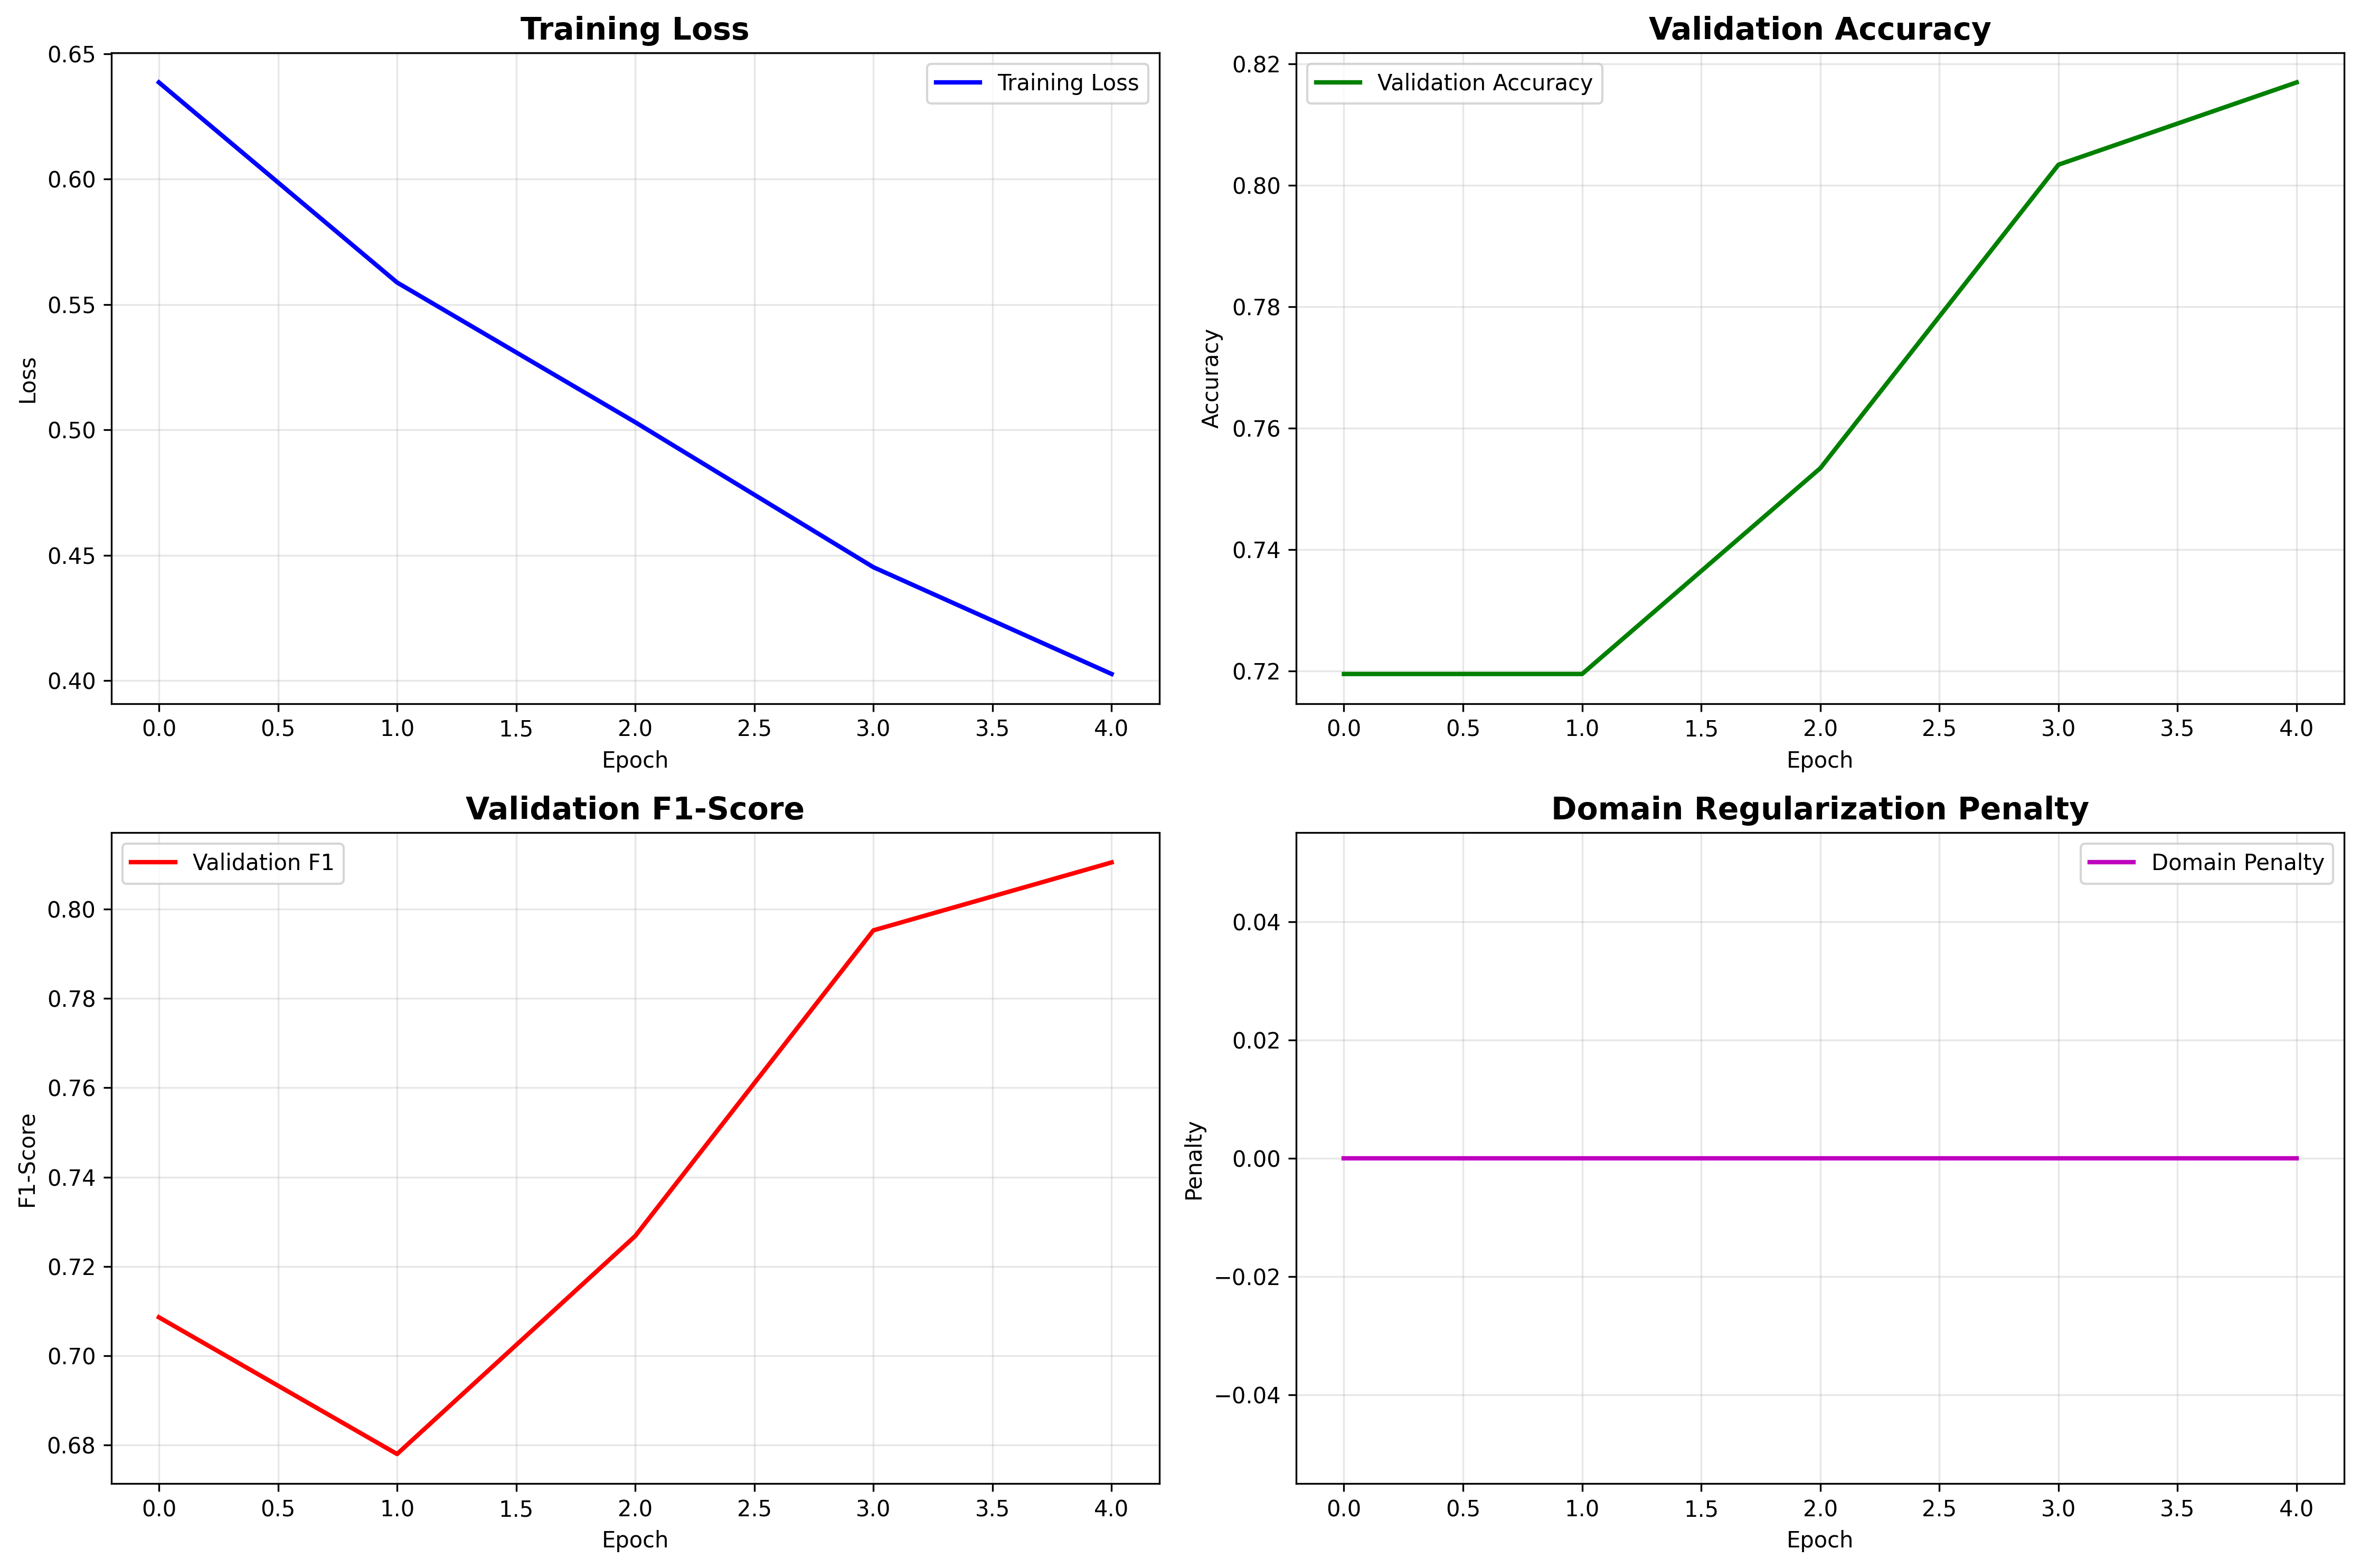 Training Loss
Training Loss
0.65
0.60
0.55
0.50
0.45
0.40
Loss
0.0 0.5 1.0 1.5 2.0 2.5 3.0 3.5 4.0
Epoch
Validation Accuracy
Validation Accuracy
0.82
0.80
0.78
0.76
0.74
0.72
Accuracy
0.0 0.5 1.0 1.5 2.0 2.5 3.0 3.5 4.0
Epoch
Validation F1-Score
Validation F1
0.80
0.78
0.76
0.74
0.72
0.70
0.68
F1-Score
0.0 0.5 1.0 1.5 2.0 2.5 3.0 3.5 4.0
Epoch
Domain Regularization Penalty
Domain Penalty
0.04
0.02
0.00
−0.02
−0.04
Penalty
0.0 0.5 1.0 1.5 2.0 2.5 3.0 3.5 4.0
Epoch